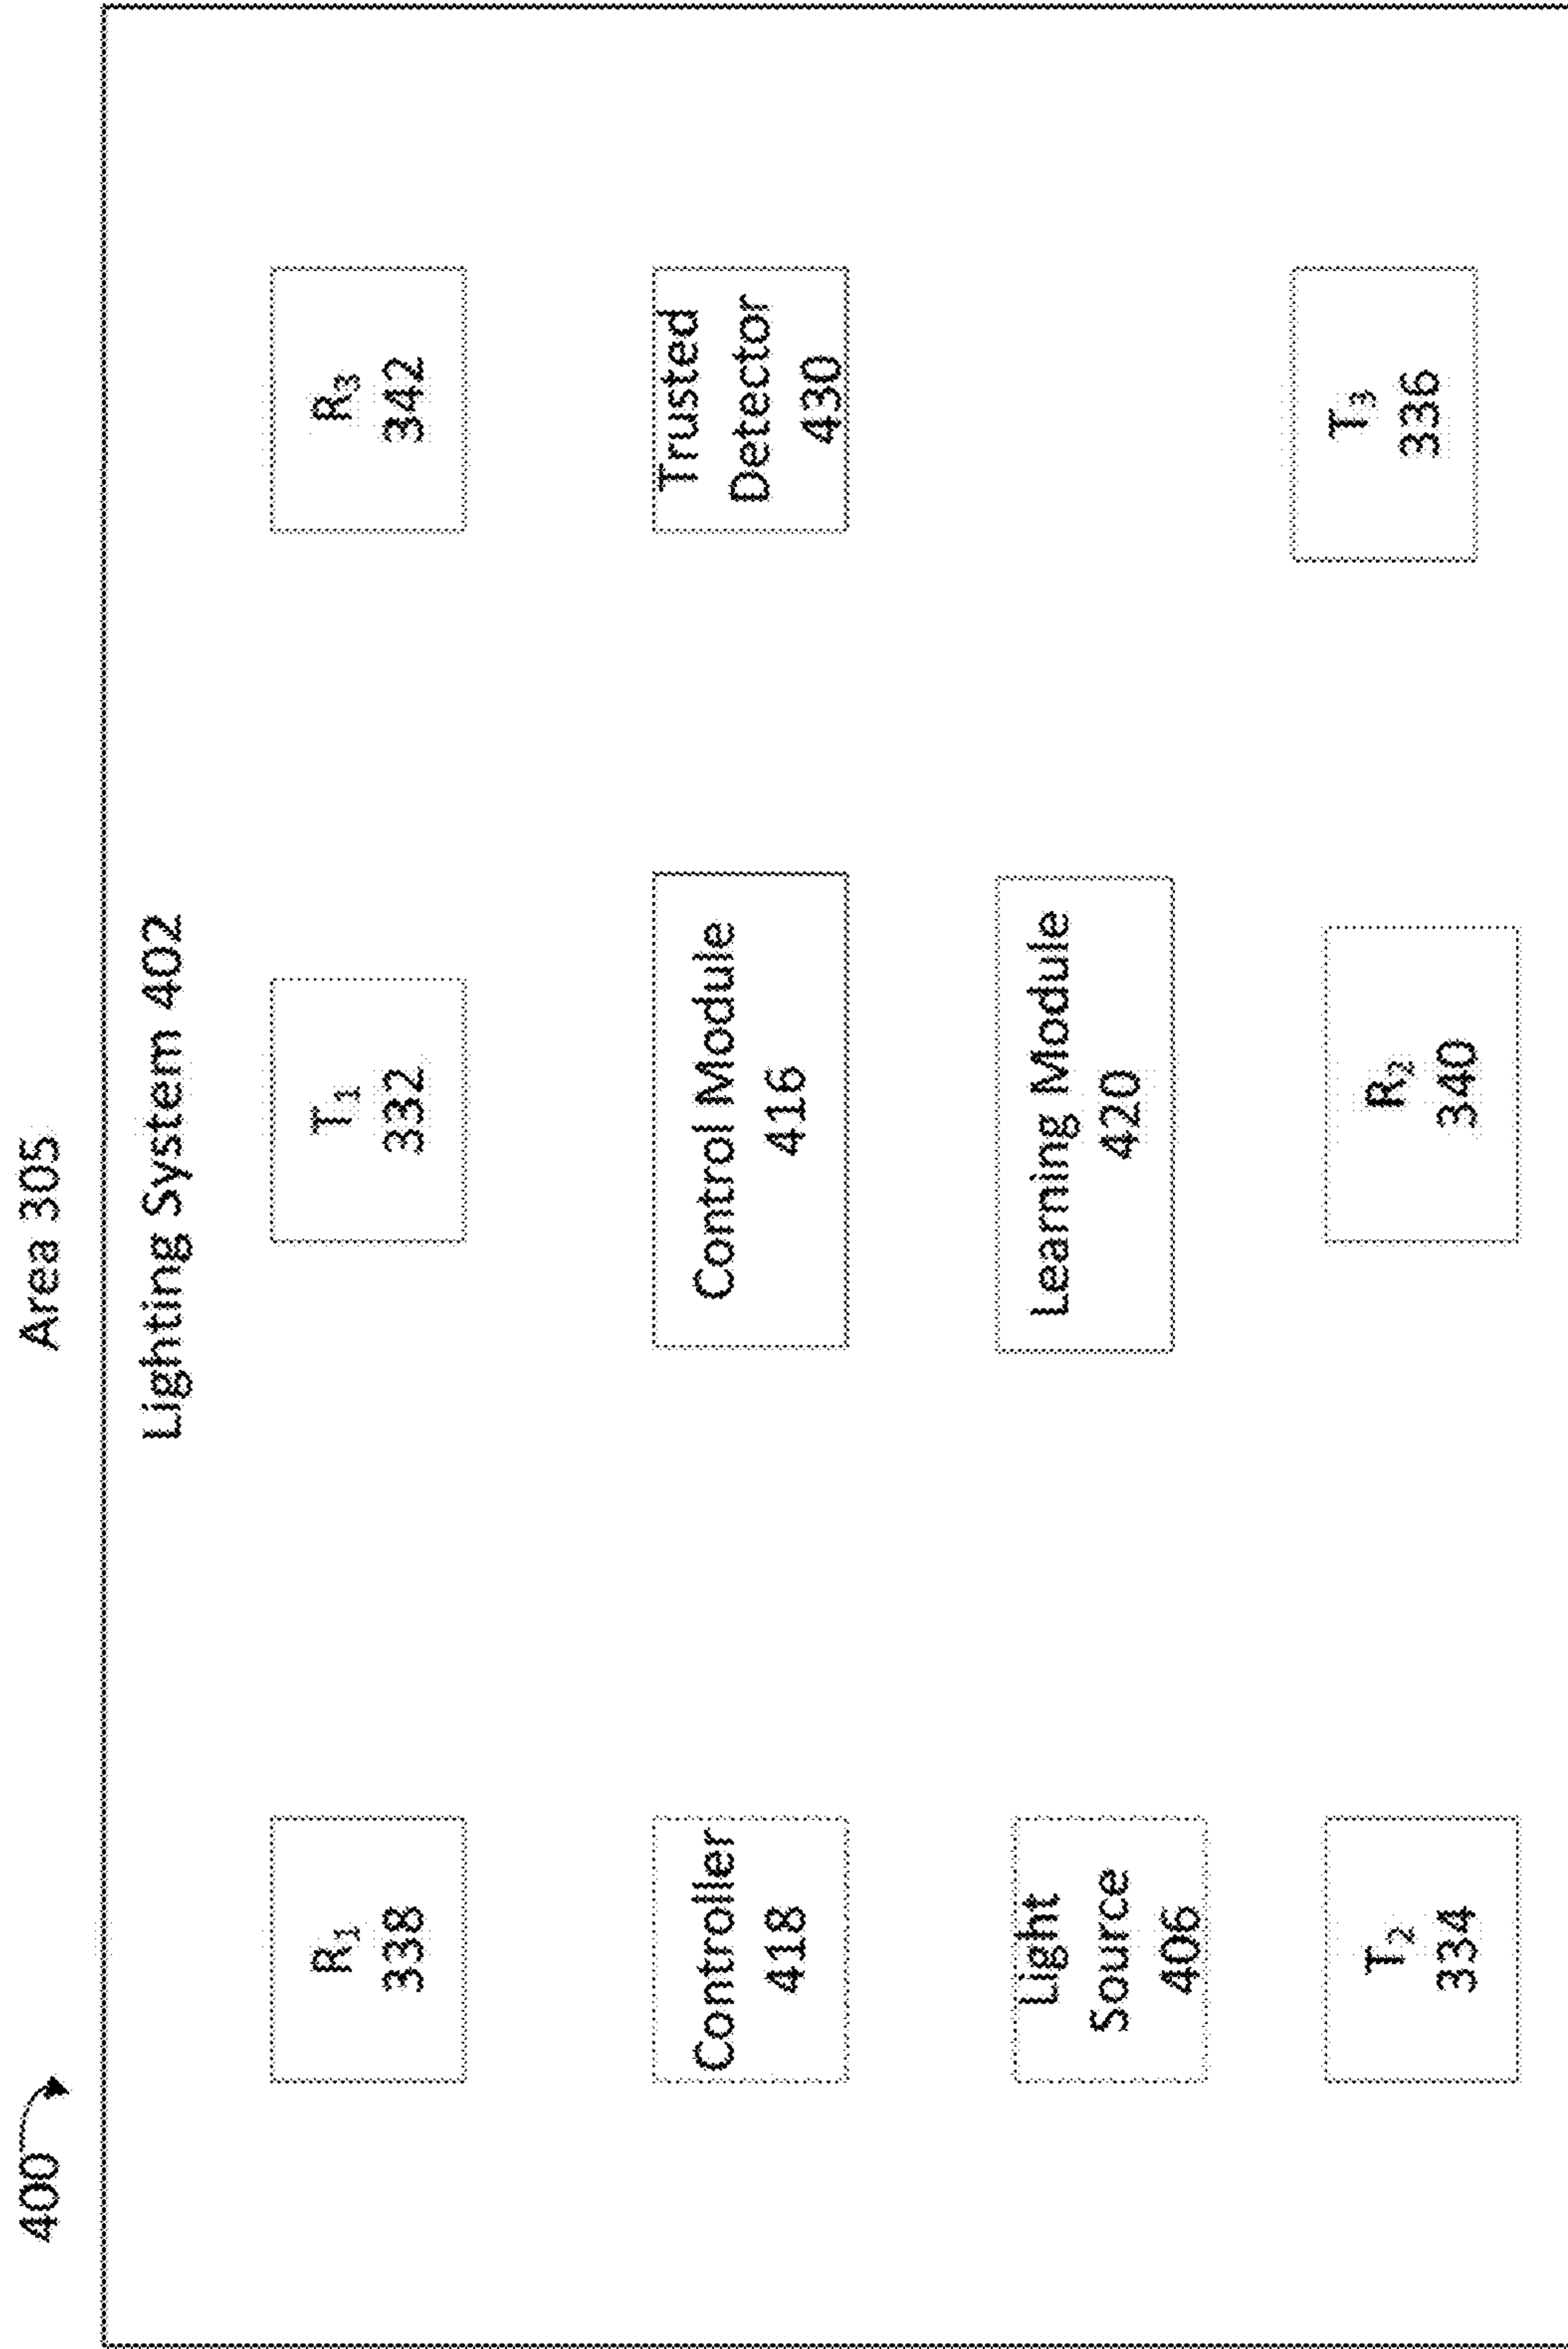 400
Area 305
Lighting System 402
R₁
338
T₁
332
R₃
342
Controller
418
Control Module
416
Trusted
Detector
430
Light
Source
406
Learning Module
420
T₂
334
R₂
340
T₃
336